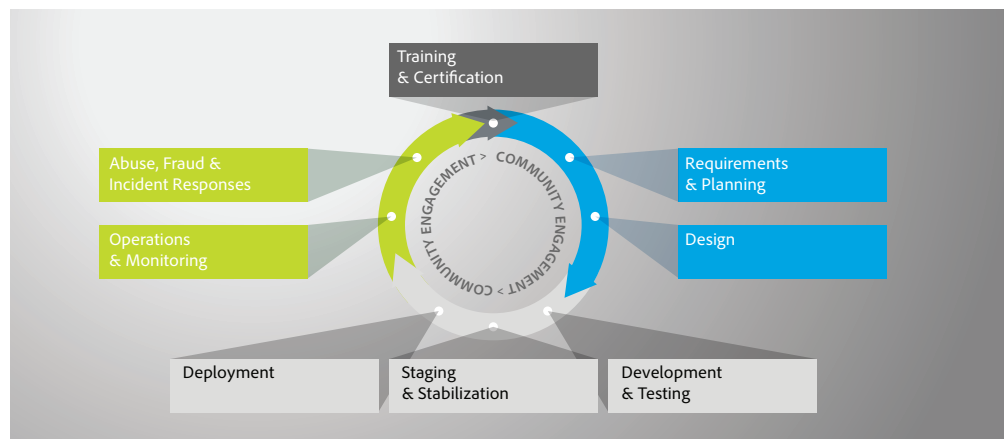 Training
& Certification
Abuse, Fraud &
Incident Responses
Requirements
& Planning
Operations
& Monitoring
Design
COMMUNITY ENGAGEMENT > COMMUNITY ENGAGEMENT > COMMUNITY ENGAGEMENT >
Deployment
Staging
& Stabilization
Development
& Testing